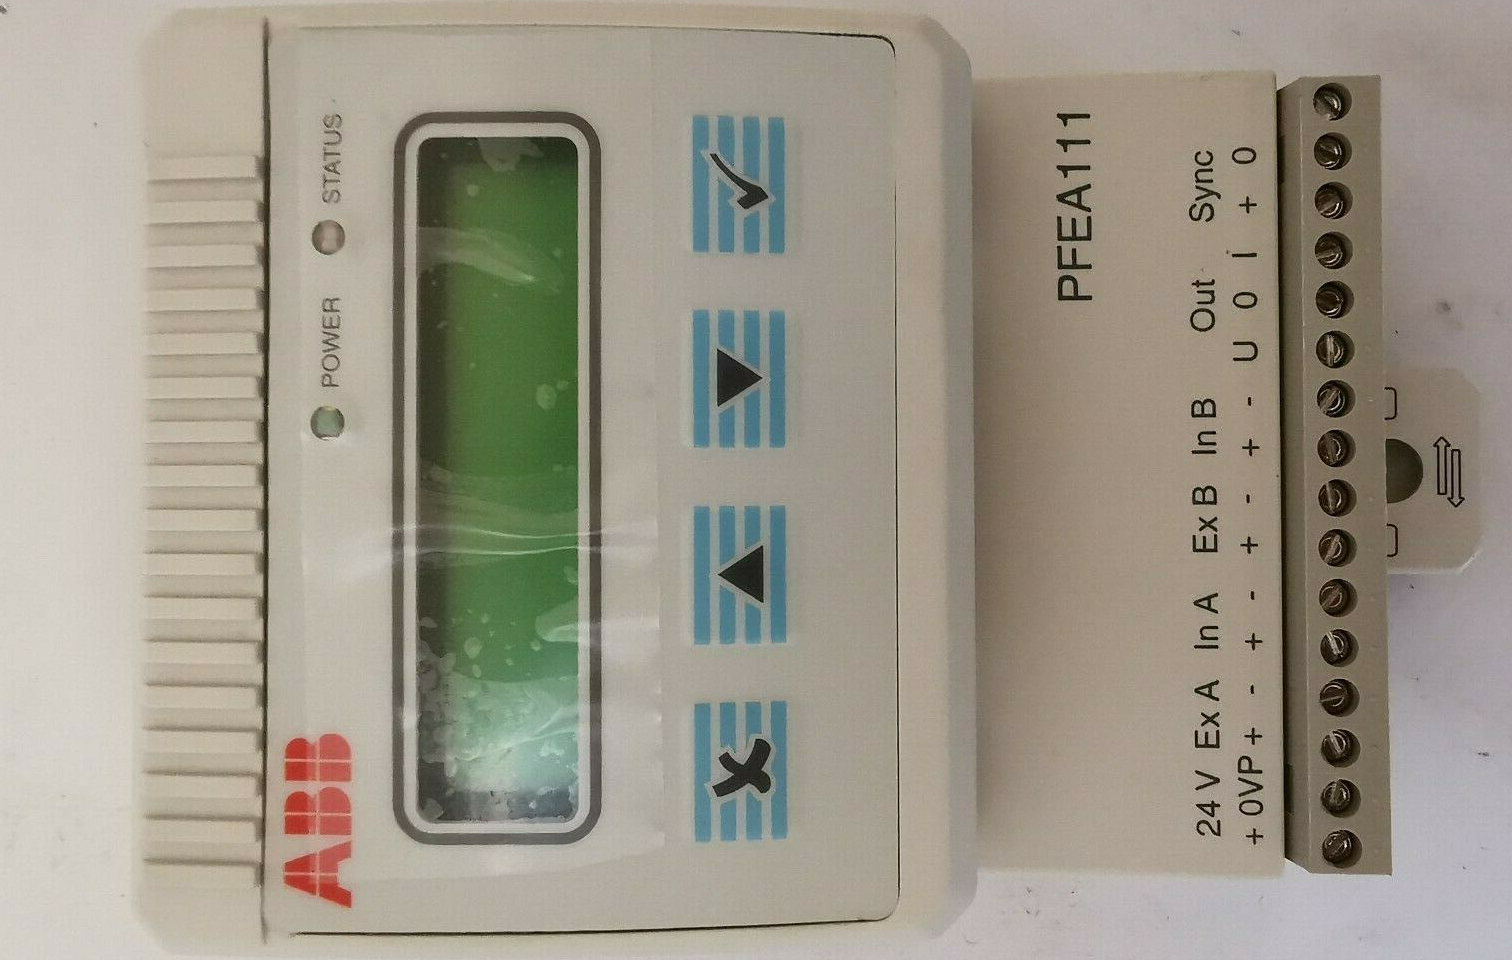 ABB
POWER
STATUS
PFEA111
24 V Ex A In A Ex B In B Out Sync
+ 0VP + - + - + - + - U 0 I + 0